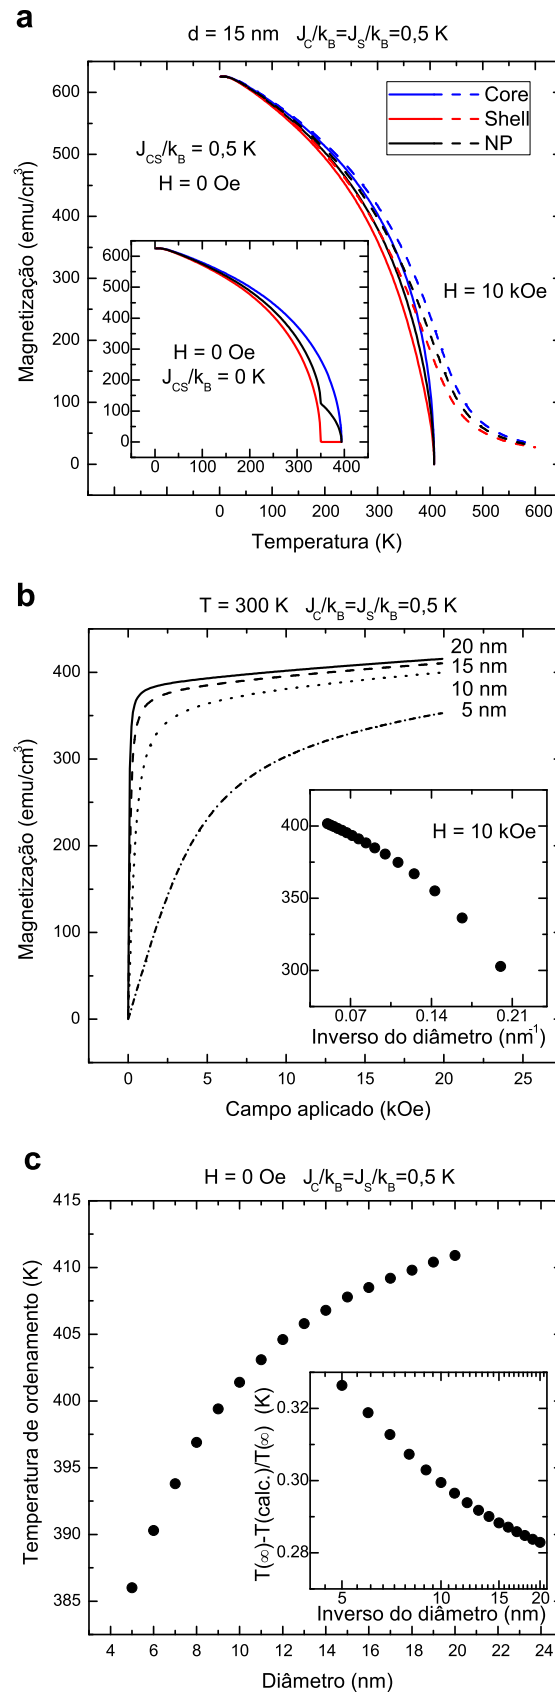 a
d = 15 nm J_C/k_B=J_S/k_B=0,5 K
Magnetização (emu/cm³)
600
500
400
300
200
100
0
Core
Shell
NP
J_CS/k_B = 0,5 K
H = 0 Oe
H = 10 kOe
600
500
400
300
200
100
0
H = 0 Oe
J_CS/k_B = 0 K
0 100 200 300 400
0 100 200 300 400 500 600
Temperatura (K)
b
T = 300 K J_C/k_B=J_S/k_B=0,5 K
Magnetização (emu/cm³)
400
300
200
100
0
20 nm
15 nm
10 nm
5 nm
400
350
300
H = 10 kOe
0.07 0.14 0.21
Inverso do diâmetro (nm⁻¹)
0 5 10 15 20 25
Campo aplicado (kOe)
c
H = 0 Oe J_C/k_B=J_S/k_B=0,5 K
Temperatura de ordenamento (K)
415
410
405
400
395
390
385
T(∞)-T(calc.)/T(∞) (K)
0.32
0.30
0.28
5 10 15 20
Inverso do diâmetro (nm)
4 6 8 10 12 14 16 18 20 22 24
Diâmetro (nm)